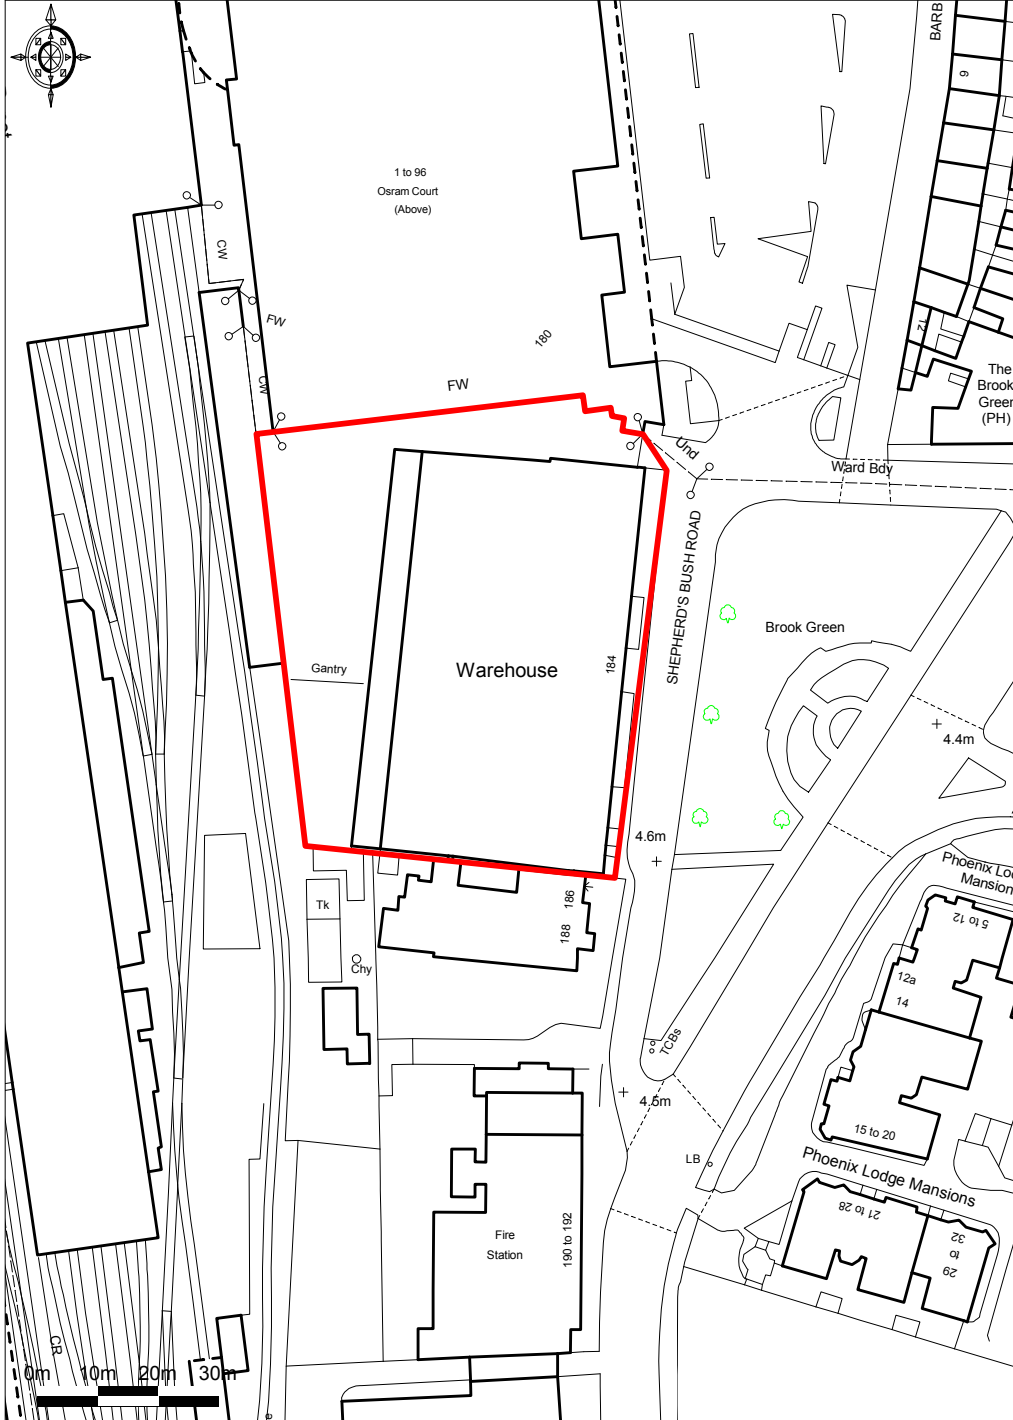 BARB
9
1 to 96
Osram Court
(Above)
CW
FW
180
12
CW
FW
The
Brook
Green
(PH)
Und
Ward Bdy
SHEPHERD'S BUSH ROAD
Brook Green
Gantry
Warehouse
184
4.4m
4.6m
Phoenix Lod
Mansion
5 to 12
186
Tk
188
Chy
12a
14
TCBs
4.5m
15 to 20
LB
Phoenix Lodge Mansions
21 to 28
Fire
Station
190 to 192
32
to
29
CR
0m 10m 20m 30m